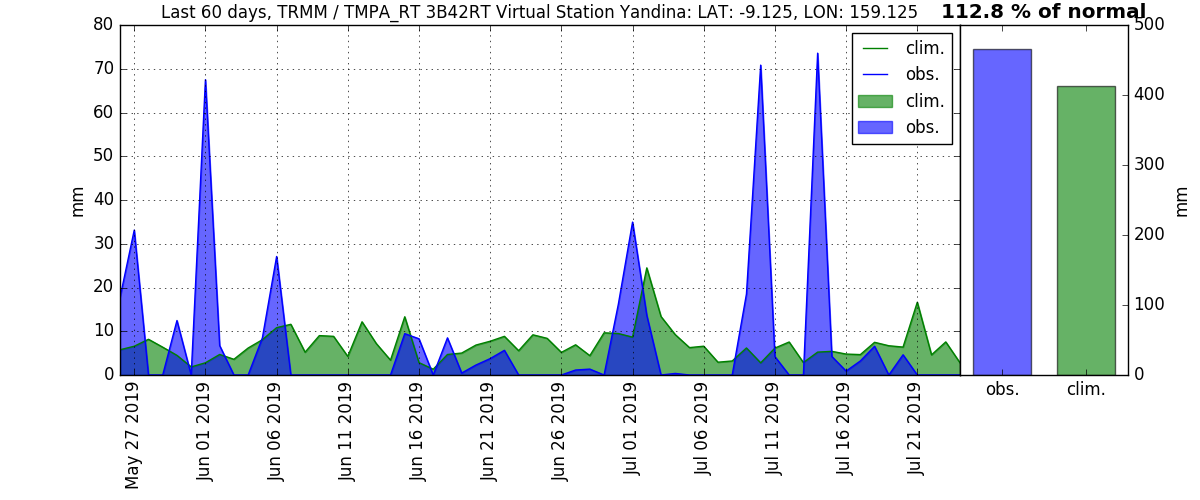 Last 60 days, TRMM / TMPA_RT 3B42RT Virtual Station Yandina: LAT: -9.125, LON: 159.125
112.8 % of normal
80
70
60
50
40
30
20
10
0
mm
clim.
obs.
clim.
obs.
May 27 2019
Jun 01 2019
Jun 06 2019
Jun 11 2019
Jun 16 2019
Jun 21 2019
Jun 26 2019
Jul 01 2019
Jul 06 2019
Jul 11 2019
Jul 16 2019
Jul 21 2019
500
400
300
200
100
0
mm
obs.
clim.